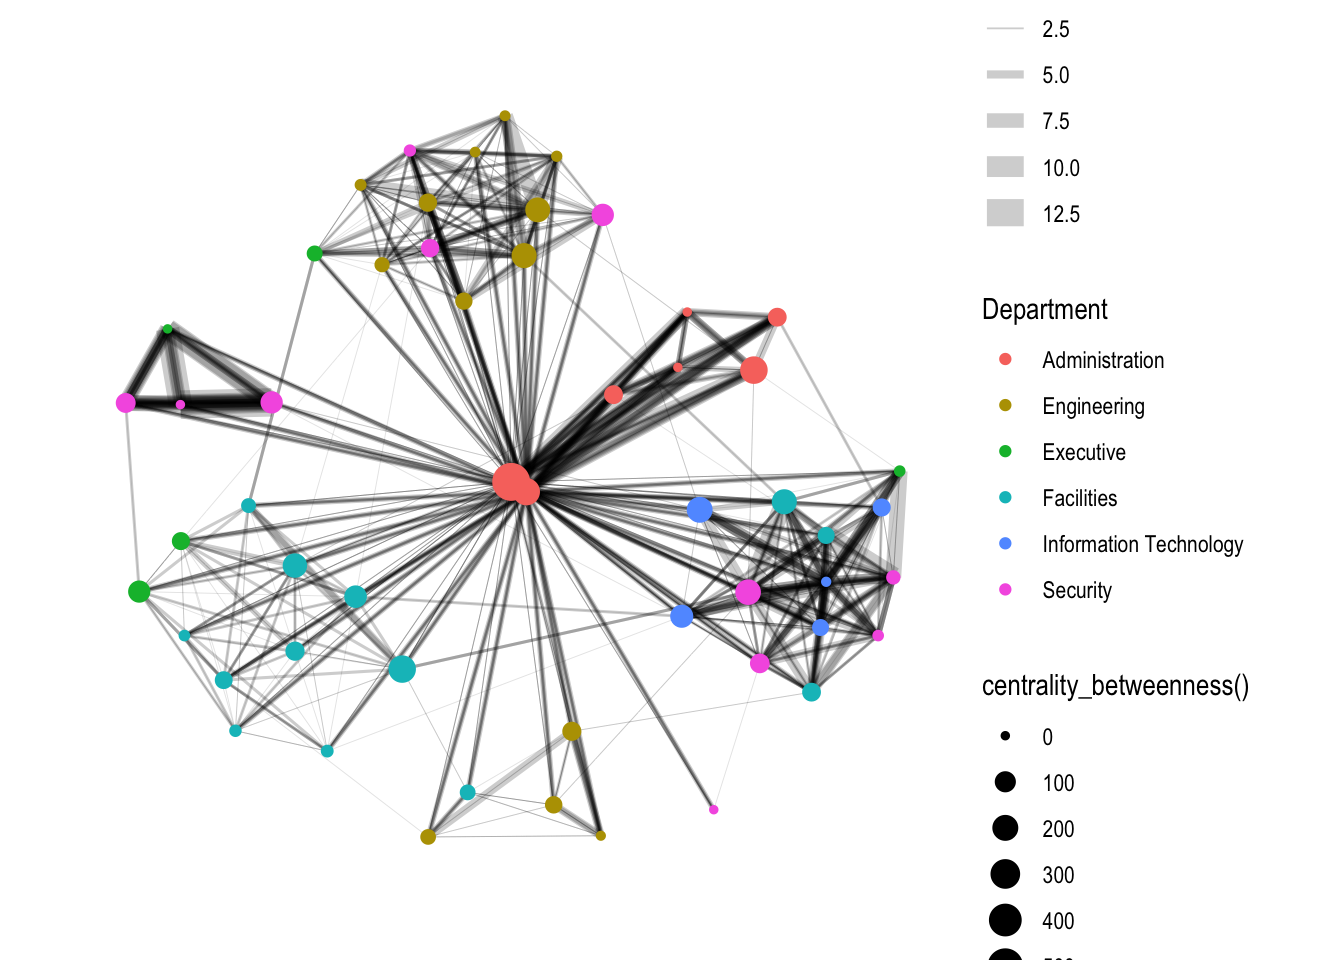 2.5
5.0
7.5
10.0
12.5
Department
Administration
Engineering
Executive
Facilities
Information Technology
Security
centrality_betweenness()
0
100
200
300
400